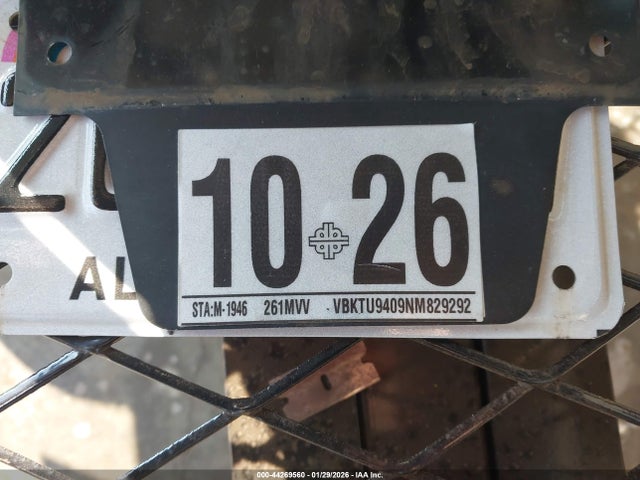 10 26
STA:M-1946 261MVV VBKTU9409NM829292
AL
000-44269560 - 01/29/2026 - IAA Inc.